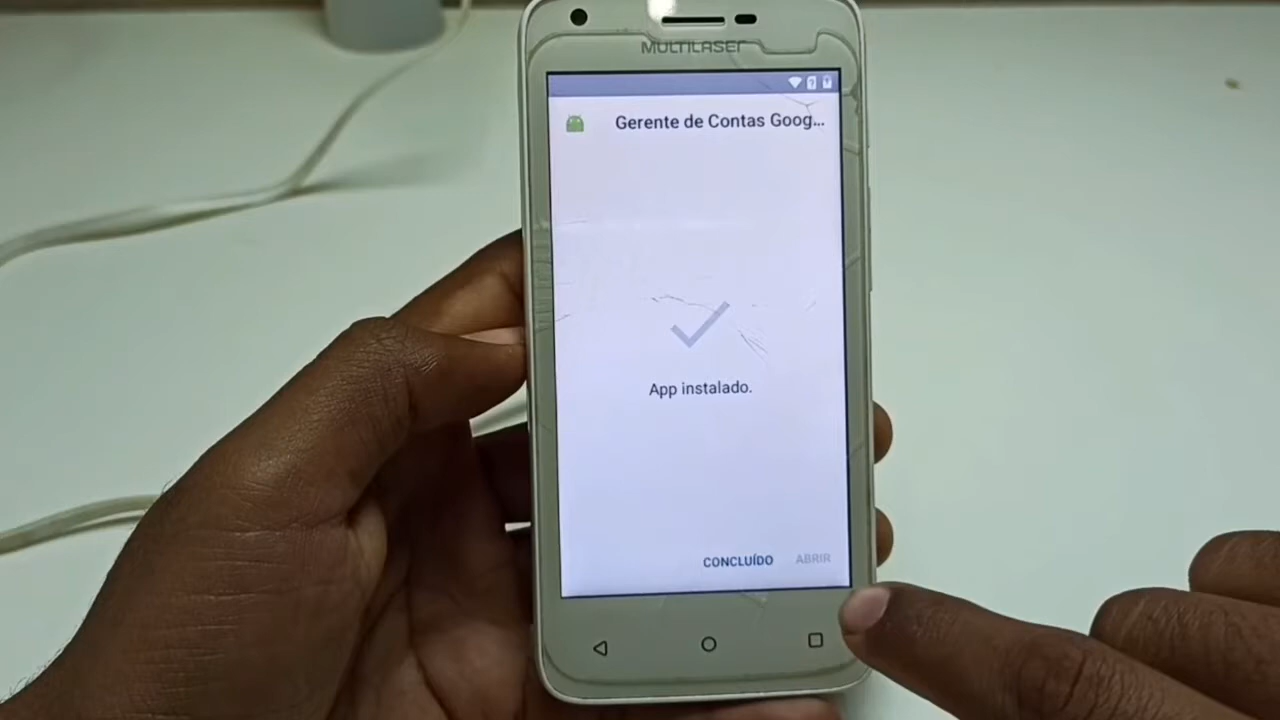 MULTILASER
Gerente de Contas Goog...
App instalado.
CONCLUÍDO ABRIR